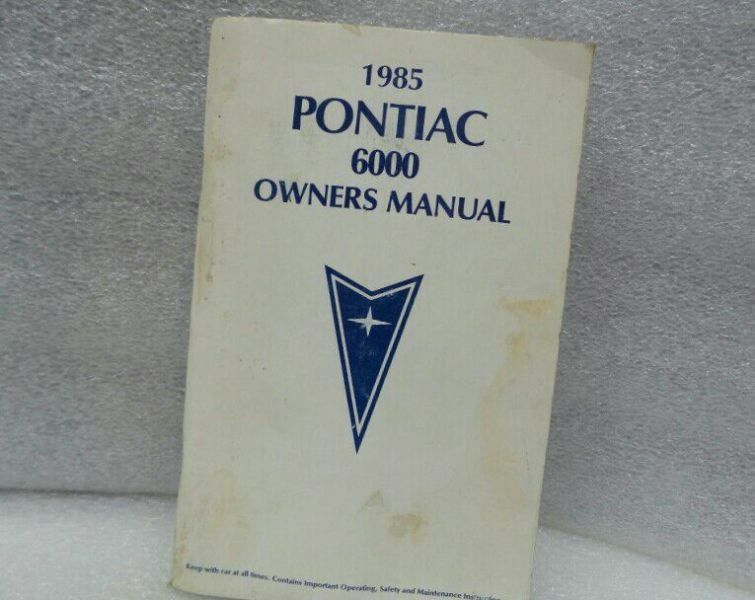 1985
PONTIAC
6000
OWNERS MANUAL
Keep with car at all times. Contains Important Operating, Safety and Maintenance